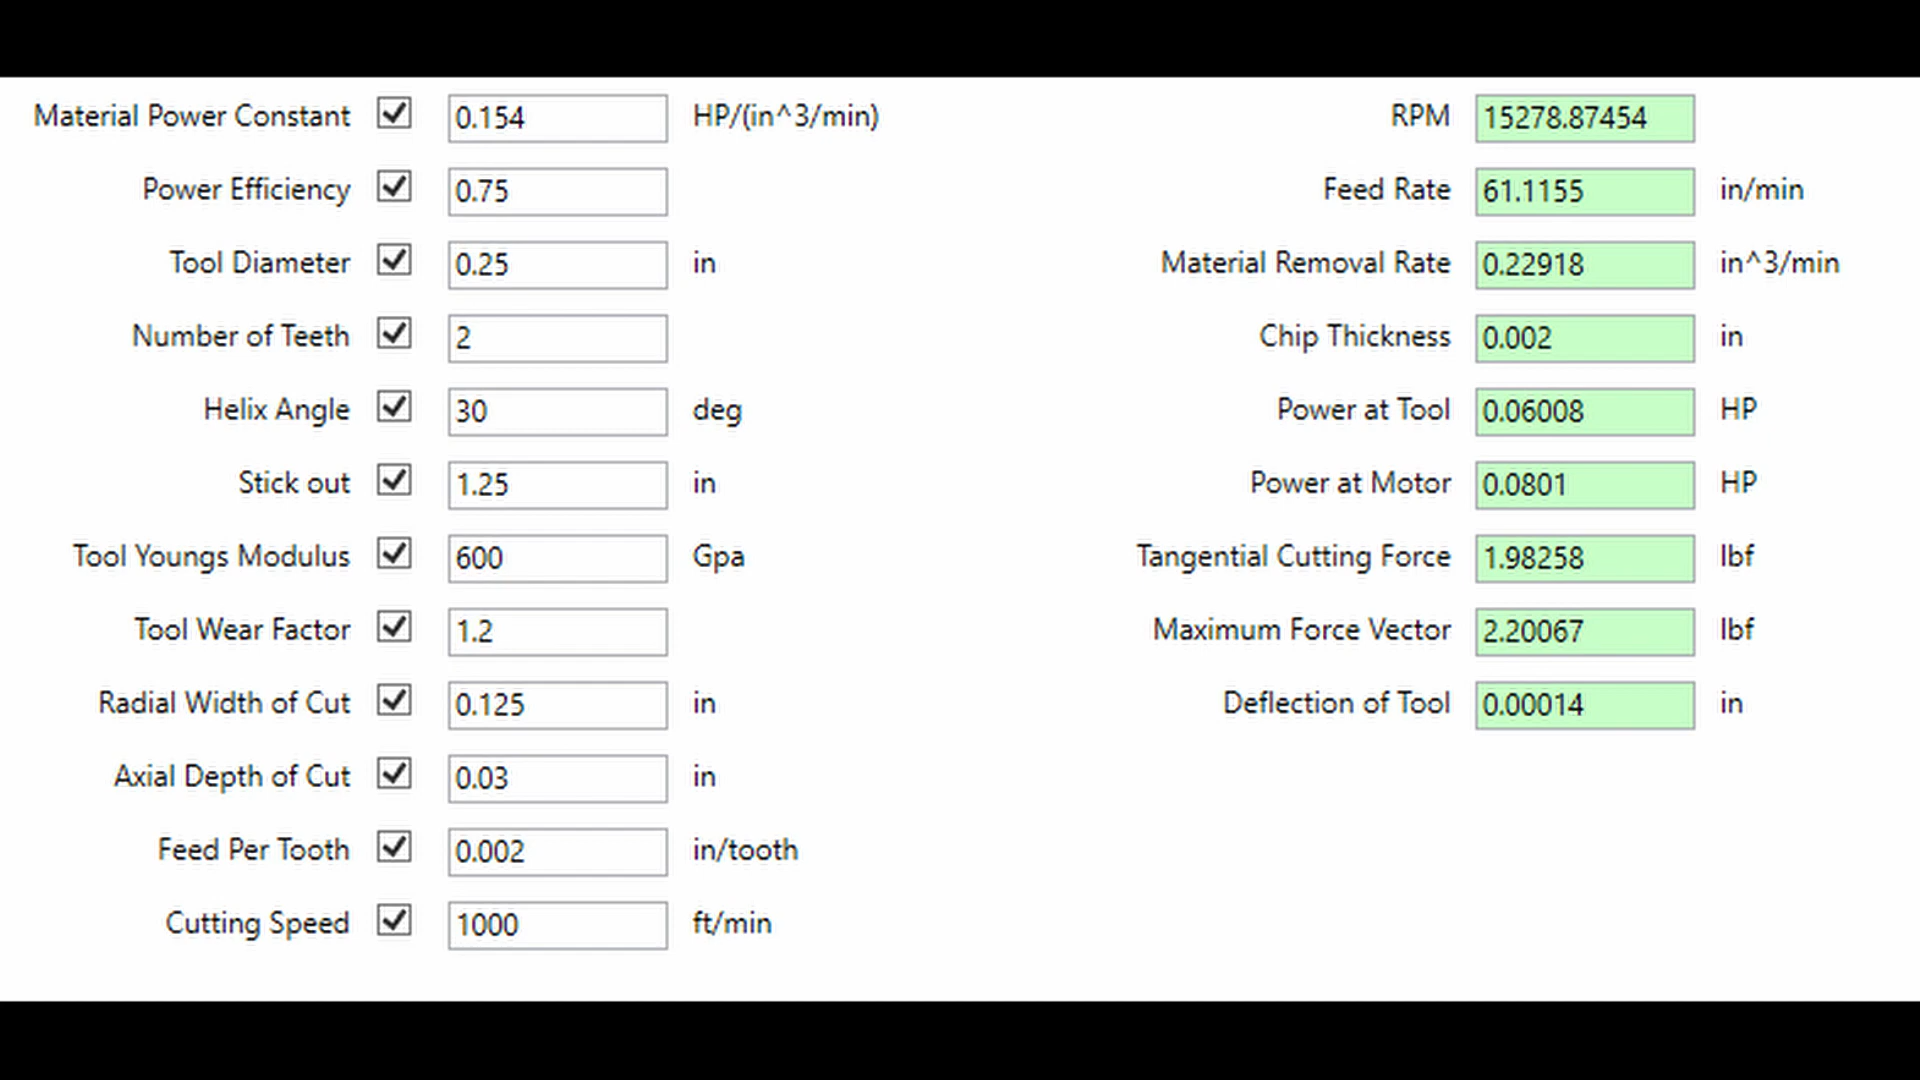 Material Power Constant 0.154 HP/(in^3/min)
Power Efficiency 0.75
Tool Diameter 0.25 in
Number of Teeth 2
Helix Angle 30 deg
Stick out 1.25 in
Tool Youngs Modulus 600 Gpa
Tool Wear Factor 1.2
Radial Width of Cut 0.125 in
Axial Depth of Cut 0.03 in
Feed Per Tooth 0.002 in/tooth
Cutting Speed 1000 ft/min
RPM 15278.87454
Feed Rate 61.1155 in/min
Material Removal Rate 0.22918 in^3/min
Chip Thickness 0.002 in
Power at Tool 0.06008 HP
Power at Motor 0.0801 HP
Tangential Cutting Force 1.98258 lbf
Maximum Force Vector 2.20067 lbf
Deflection of Tool 0.00014 in